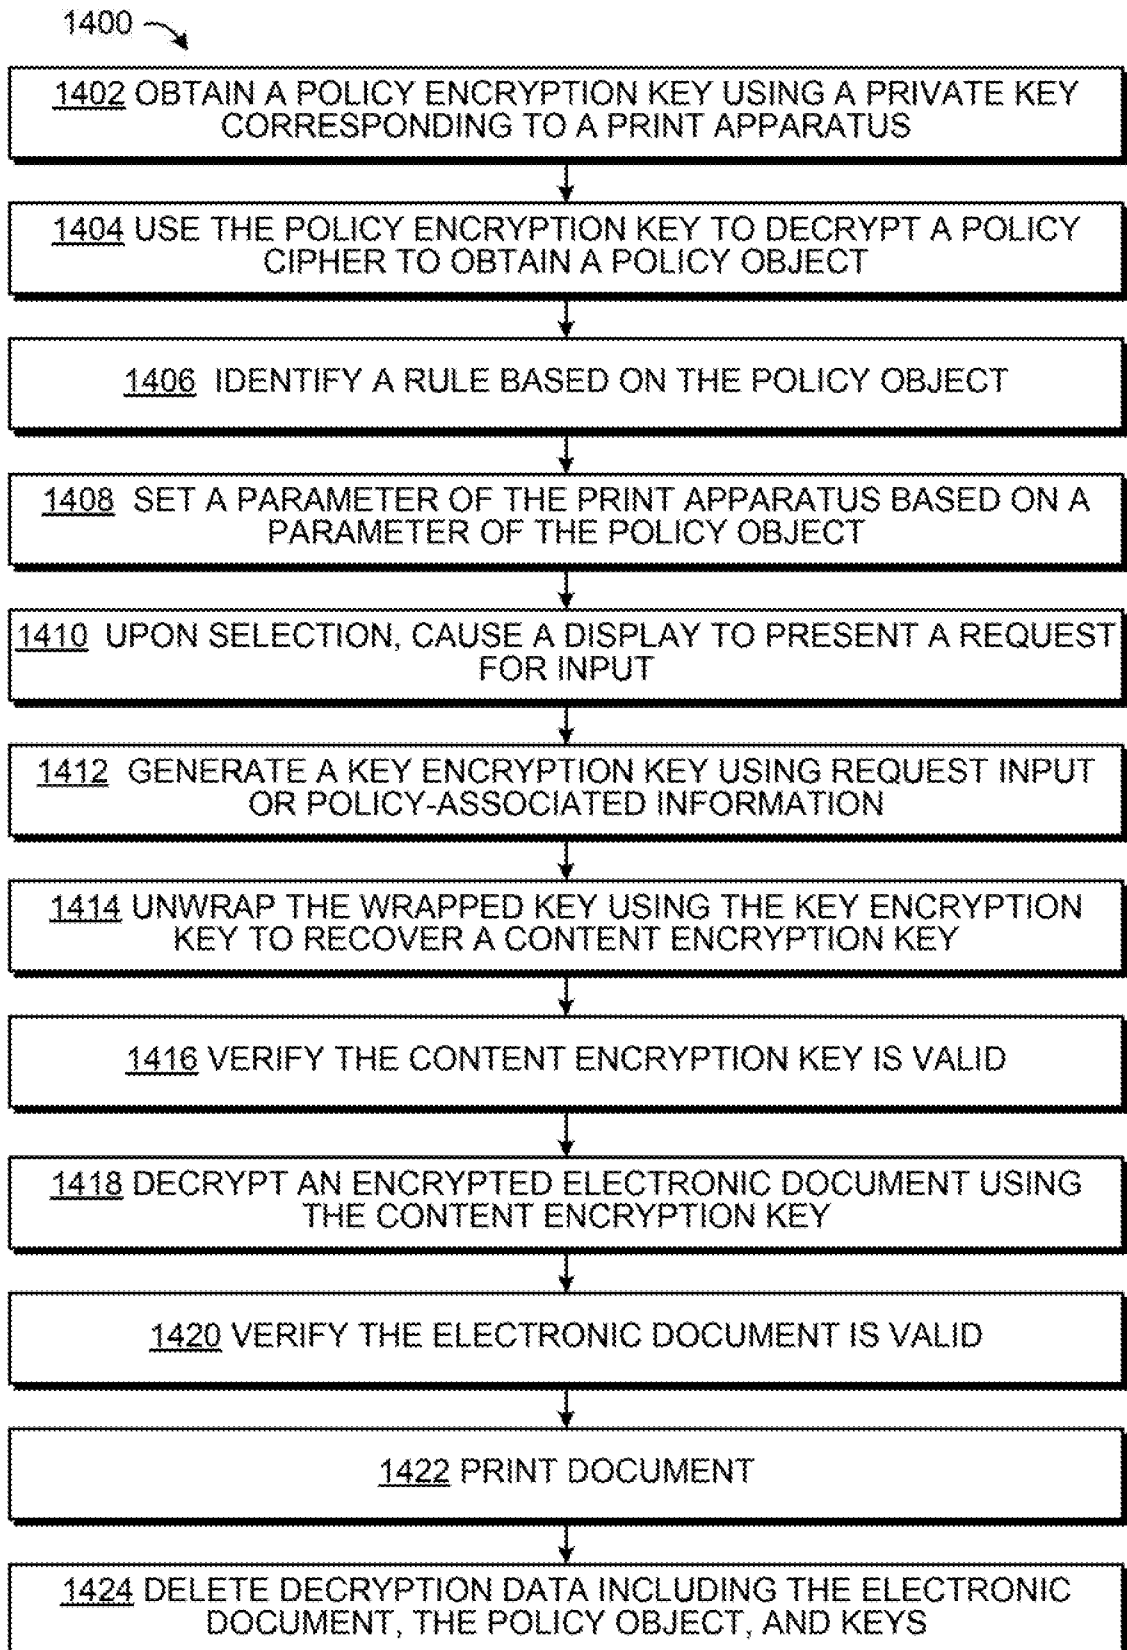 1400
1402 OBTAIN A POLICY ENCRYPTION KEY USING A PRIVATE KEY
CORRESPONDING TO A PRINT APPARATUS
1404 USE THE POLICY ENCRYPTION KEY TO DECRYPT A POLICY
CIPHER TO OBTAIN A POLICY OBJECT
1406 IDENTIFY A RULE BASED ON THE POLICY OBJECT
1408 SET A PARAMETER OF THE PRINT APPARATUS BASED ON A
PARAMETER OF THE POLICY OBJECT
1410 UPON SELECTION, CAUSE A DISPLAY TO PRESENT A REQUEST
FOR INPUT
1412 GENERATE A KEY ENCRYPTION KEY USING REQUEST INPUT
OR POLICY-ASSOCIATED INFORMATION
1414 UNWRAP THE WRAPPED KEY USING THE KEY ENCRYPTION
KEY TO RECOVER A CONTENT ENCRYPTION KEY
1416 VERIFY THE CONTENT ENCRYPTION KEY IS VALID
1418 DECRYPT AN ENCRYPTED ELECTRONIC DOCUMENT USING
THE CONTENT ENCRYPTION KEY
1420 VERIFY THE ELECTRONIC DOCUMENT IS VALID
1422 PRINT DOCUMENT
1424 DELETE DECRYPTION DATA INCLUDING THE ELECTRONIC
DOCUMENT, THE POLICY OBJECT, AND KEYS